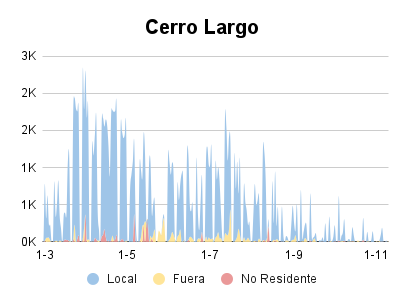 Cerro Largo
3K
2K
2K
1K
1K
0K
1-3 1-5 1-7 1-9 1-11
Local Fuera No Residente